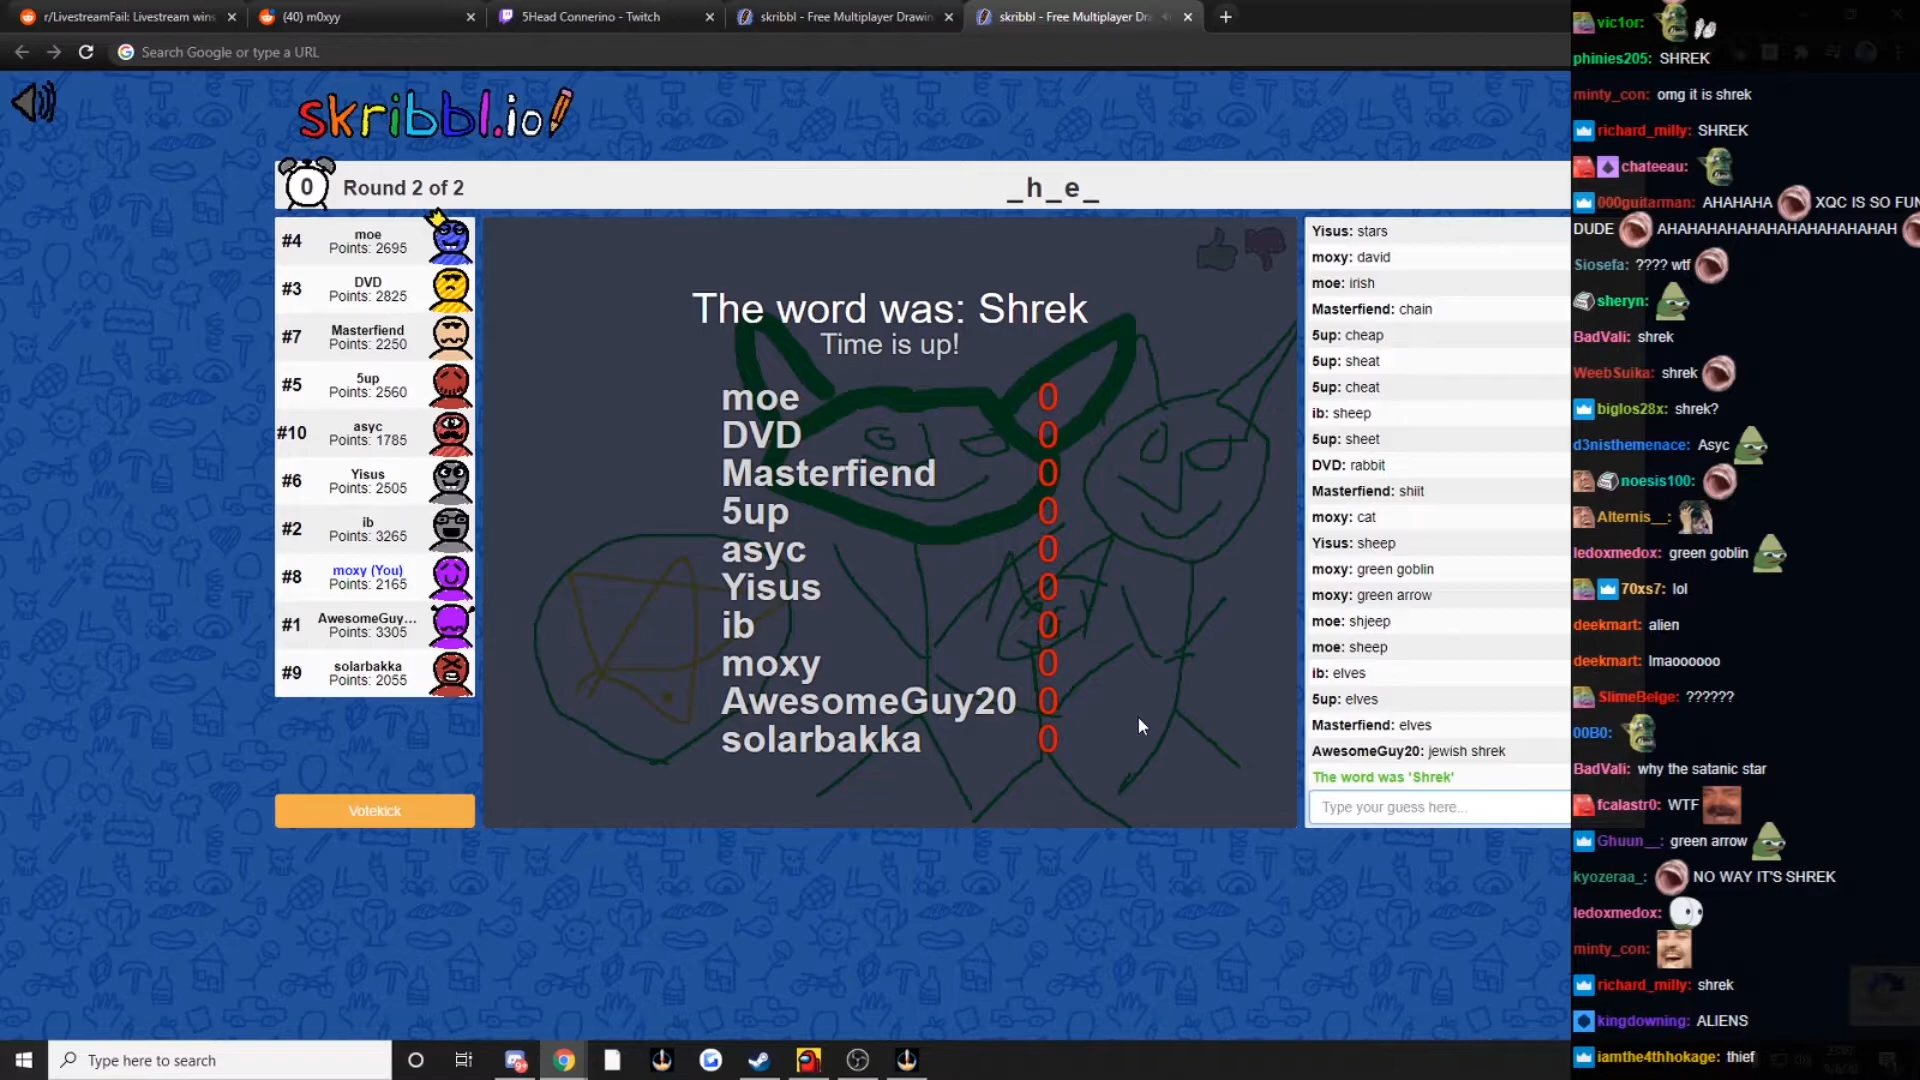 r/LivestreamFail: Livestream wins
(40) m0xyy
5Head Connerino - Twitch
skribbl - Free Multiplayer Drawin
skribbl - Free Multiplayer Dra
Search Google or type a URL
skribbl.io
0
Round 2 of 2
_h_e_
#4
moe
Points: 2695
#3
DVD
Points: 2825
#7
Masterfiend
Points: 2250
#5
5up
Points: 2560
#10
asyc
Points: 1785
#6
Yisus
Points: 2505
#2
ib
Points: 3265
#8
moxy (You)
Points: 2165
#1
AwesomeGuy...
Points: 3305
#9
solarbakka
Points: 2055
Votekick
The word was: Shrek
Time is up!
moe 0
DVD 0
Masterfiend 0
5up 0
asyc 0
Yisus 0
ib 0
moxy 0
AwesomeGuy20 0
solarbakka 0
Yisus: stars
moxy: david
moe: irish
Masterfiend: chain
5up: cheap
5up: sheat
5up: cheat
ib: sheep
5up: sheet
DVD: rabbit
Masterfiend: shiit
moxy: cat
Yisus: sheep
moxy: green goblin
moxy: green arrow
moe: shjeep
moe: sheep
ib: elves
5up: elves
Masterfiend: elves
AwesomeGuy20: jewish shrek
The word was 'Shrek'
Type your guess here...
vic1or:
phinies205: SHREK
minty_con: omg it is shrek
richard_milly: SHREK
chateeau:
000guitarman: AHAHAHA XQC IS SO FUN
DUDE AHAHAHAHAHAHAHAHAHAHAH
Siosefa: ???? wtf
sheryn:
BadVali: shrek
WeebSuika: shrek
biglos28x: shrek?
d3nisthemenace: Asyc
noesis100:
Alternis__:
ledoxmedox: green goblin
70xs7: lol
deekmart: alien
deekmart: lmaoooooo
SlimeBelge: ??????
00B0:
BadVali: why the satanic star
fcalastr0: WTF
Ghuun__: green arrow
kyozeraa_: NO WAY IT'S SHREK
ledoxmedox:
minty_con:
richard_milly: shrek
kingdowning: ALIENS
iamthe4thhokage: thief
Type here to search